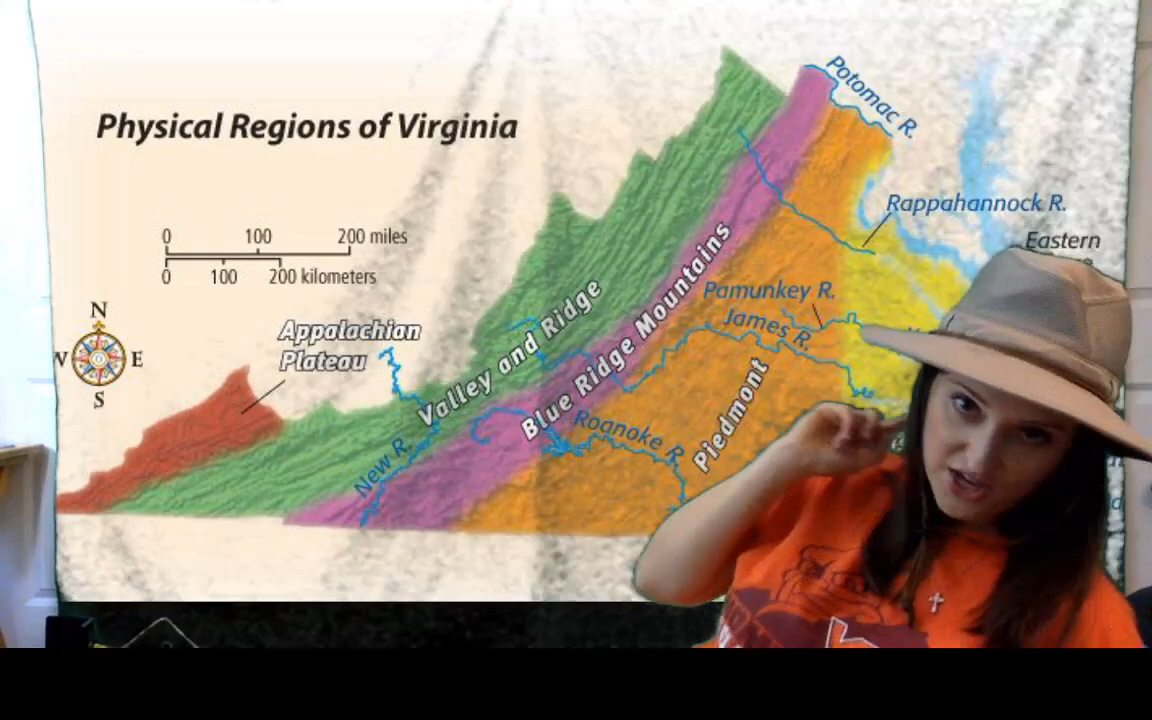 Physical Regions of Virginia
Potomac R.
Rappahannock R.
Eastern
0 100 200 miles
0 100 200 kilometers
Pamunkey R.
James R.
N
W E
S
Appalachian
Plateau
Valley and Ridge
Blue Ridge Mountains
Piedmont
Roanoke R.
New R.